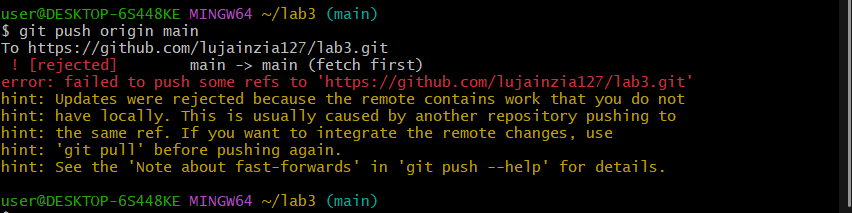 user@DESKTOP-6S448KE MINGW64 ~/lab3 (main)
$ git push origin main
To https://github.com/lujainzia127/lab3.git
 ! [rejected]        main -> main (fetch first)
error: failed to push some refs to 'https://github.com/lujainzia127/lab3.git'
hint: Updates were rejected because the remote contains work that you do not
hint: have locally. This is usually caused by another repository pushing to
hint: the same ref. If you want to integrate the remote changes, use
hint: 'git pull' before pushing again.
hint: See the 'Note about fast-forwards' in 'git push --help' for details.
user@DESKTOP-6S448KE MINGW64 ~/lab3 (main)